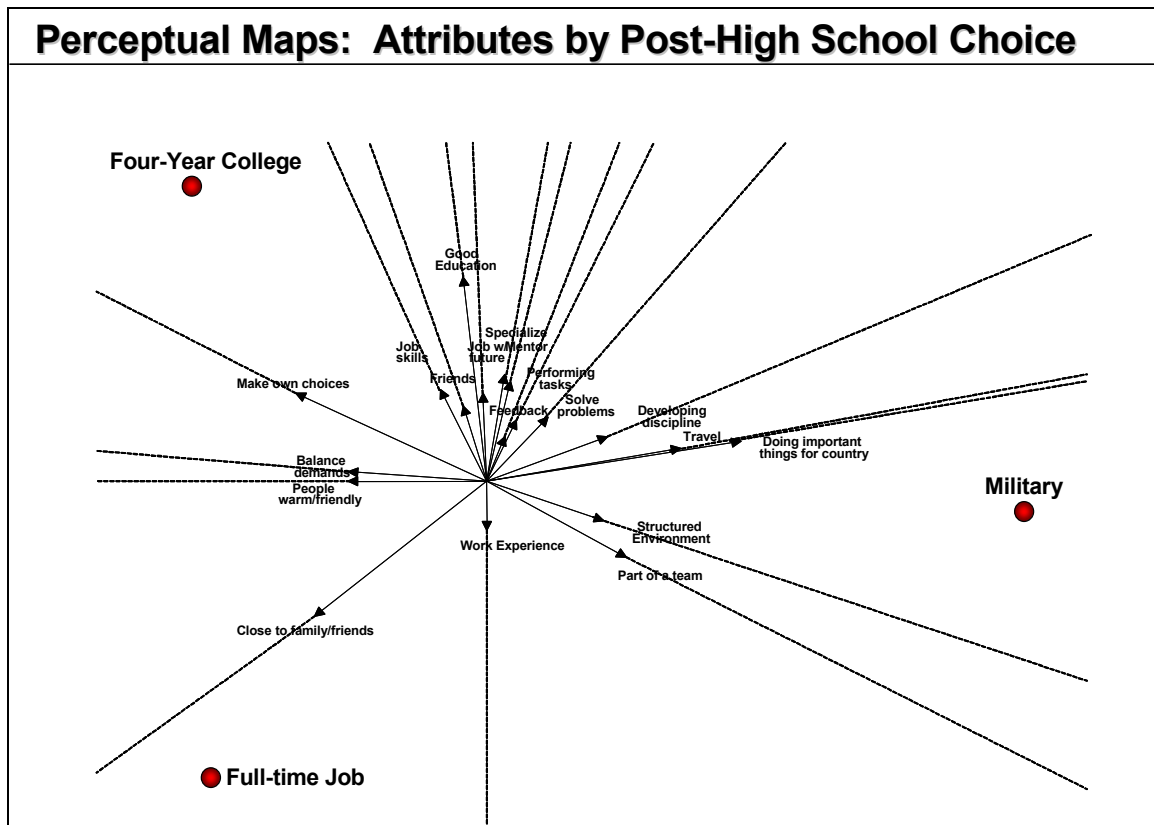 Perceptual Maps: Attributes by Post-High School Choice
Four-Year College
Good
Education
Specialize
Job
skills
Job w/
future
Mentor
Friends
Performing
tasks
Make own choices
Feedback
Solve
problems
Developing
discipline
Travel
Doing important
things for country
Balance
demands
People
warm/friendly
Military
Structured
Environment
Work Experience
Part of a team
Close to family/friends
Full-time Job